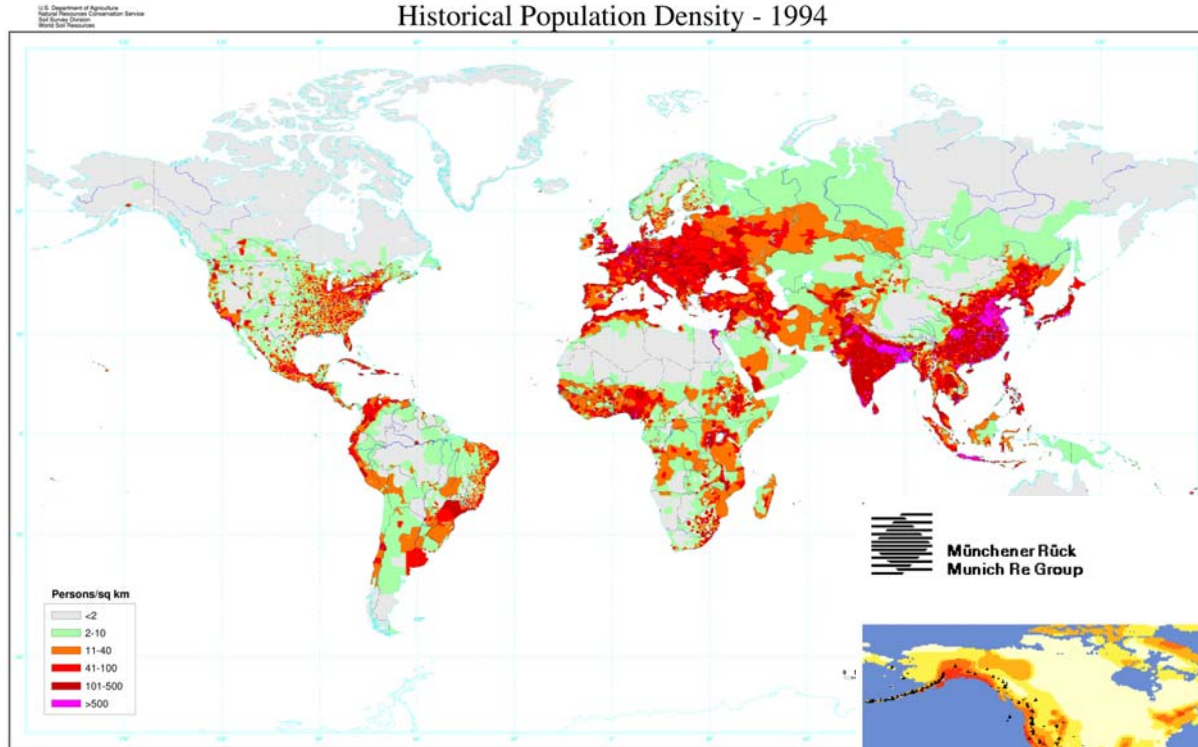 U.S. Department of Agriculture
Natural Resources Conservation Service
Soil Survey Division
World Soil Resources
Historical Population Density - 1994
Münchener Rück
Munich Re Group
Persons/sq km
<2
2-10
11-40
41-100
101-500
>500